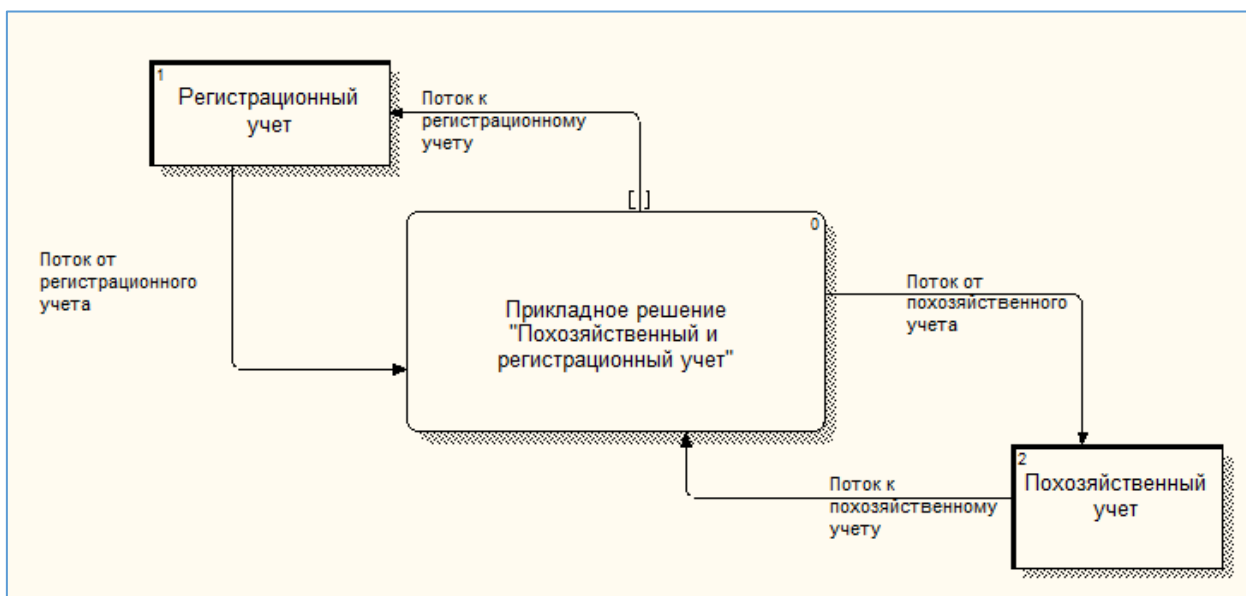 1
Регистрационный
учет
Поток к
регистрационному
учету
[ ]
0
Поток от
регистрационного
учета
Прикладное решение
"Похозяйственный и
регистрационный учет"
Поток от
похозяйственного
учета
2
Похозяйственный
учет
Поток к
похозяйственному
учету